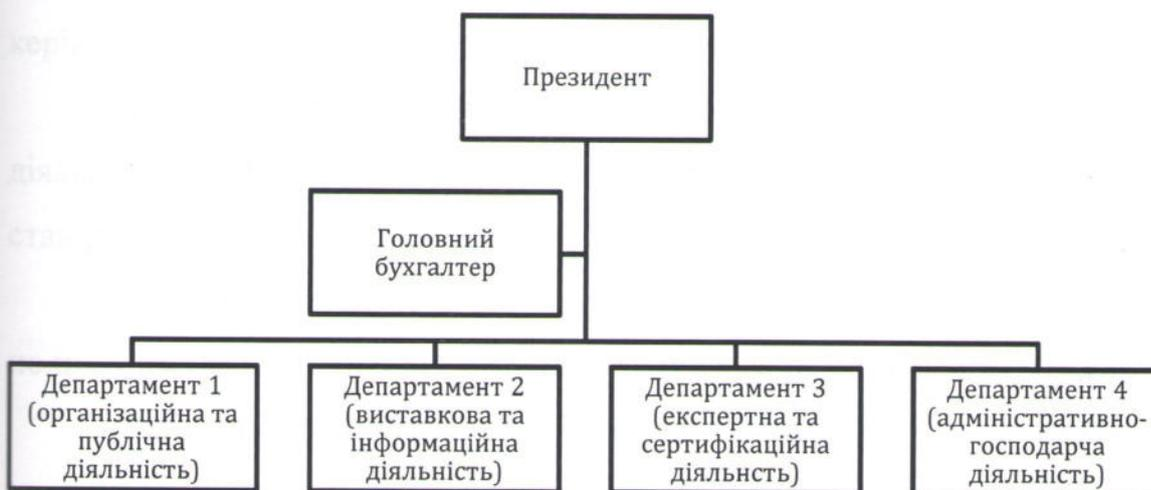 Президент
Головний
бухгалтер
Департамент 1
(організаційна та
публічна
діяльність)
Департамент 2
(виставкова та
інформаційна
діяльність)
Департамент 3
(експертна та
сертифікаційна
діяльнсть)
Департамент 4
(адміністративно-
господарча
діяльність)